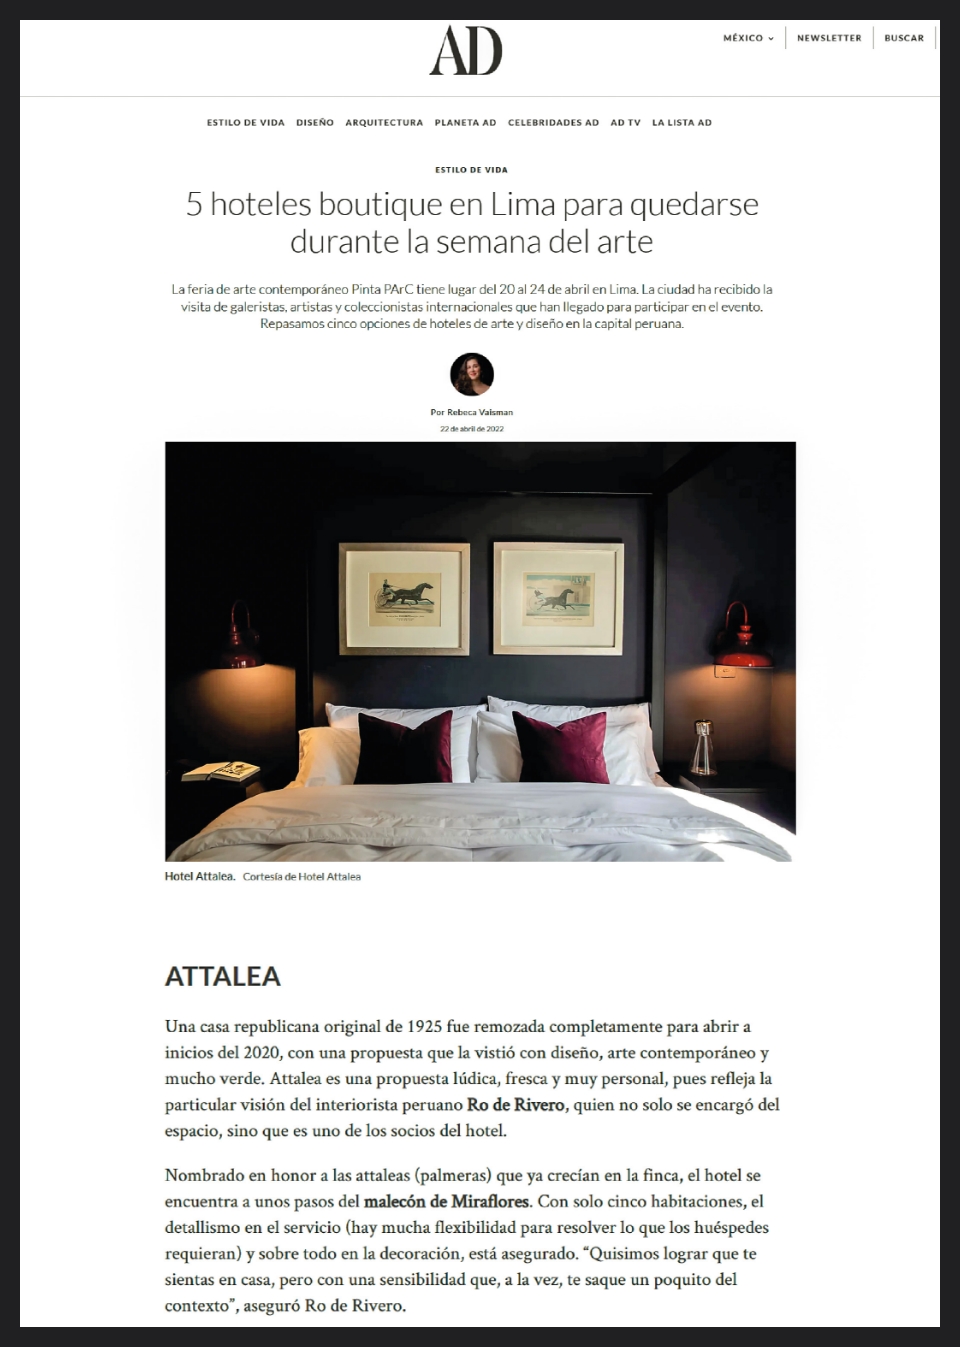 AD
MÉXICO
NEWSLETTER
BUSCAR
ESTILO DE VIDA DISEÑO ARQUITECTURA PLANETA AD CELEBRIDADES AD AD TV LA LISTA AD
ESTILO DE VIDA
5 hoteles boutique en Lima para quedarse
durante la semana del arte
La feria de arte contemporáneo Pinta PArC tiene lugar del 20 al 24 de abril en Lima. La ciudad ha recibido la
visita de galeristas, artistas y coleccionistas internacionales que han llegado para participar en el evento.
Repasamos cinco opciones de hoteles de arte y diseño en la capital peruana.
Por Rebeca Vaisman
22 de abril de 2022
Hotel Attalea. Cortesía de Hotel Attalea
ATTALEA
Una casa republicana original de 1925 fue remozada completamente para abrir a
inicios del 2020, con una propuesta que la vistió con diseño, arte contemporáneo y
mucho verde. Attalea es una propuesta lúdica, fresca y muy personal, pues refleja la
particular visión del interiorista peruano Ro de Rivero, quien no solo se encargó del
espacio, sino que es uno de los socios del hotel.
Nombrado en honor a las attaleas (palmeras) que ya crecían en la finca, el hotel se
encuentra a unos pasos del malecón de Miraflores. Con solo cinco habitaciones, el
detallismo en el servicio (hay mucha flexibilidad para resolver lo que los huéspedes
requieran) y sobre todo en la decoración, está asegurado. “Quisimos lograr que te
sientas en casa, pero con una sensibilidad que, a la vez, te saque un poquito del
contexto”, aseguró Ro de Rivero.